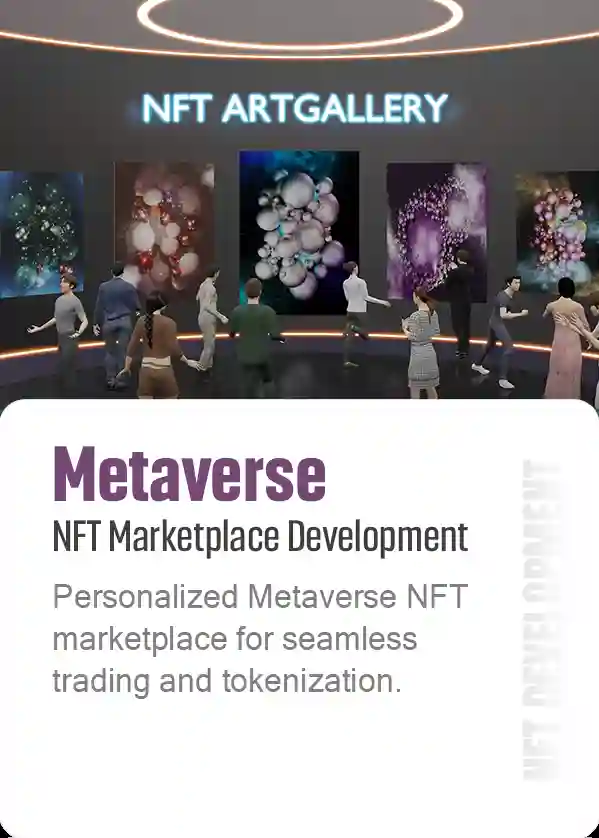 NFT ARTGALLERY
Metaverse
NFT Marketplace Development
Personalized Metaverse NFT
marketplace for seamless
trading and tokenization.
NFT DEVELOPMENT